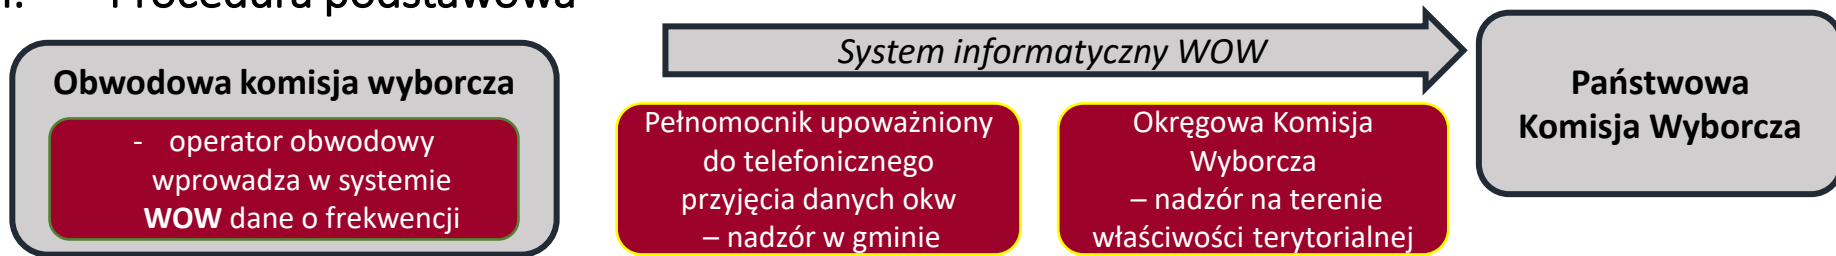 Procedura podstawowa
Obwodowa komisja wyborcza
- operator obwodowy
wprowadza w systemie
WOW dane o frekwencji
System informatyczny WOW
Pełnomocnik upoważniony
do telefonicznego
przyjęcia danych okw
– nadzór w gminie
Okręgowa Komisja
Wyborcza
– nadzór na terenie
właściwości terytorialnej
Państwowa
Komisja Wyborcza